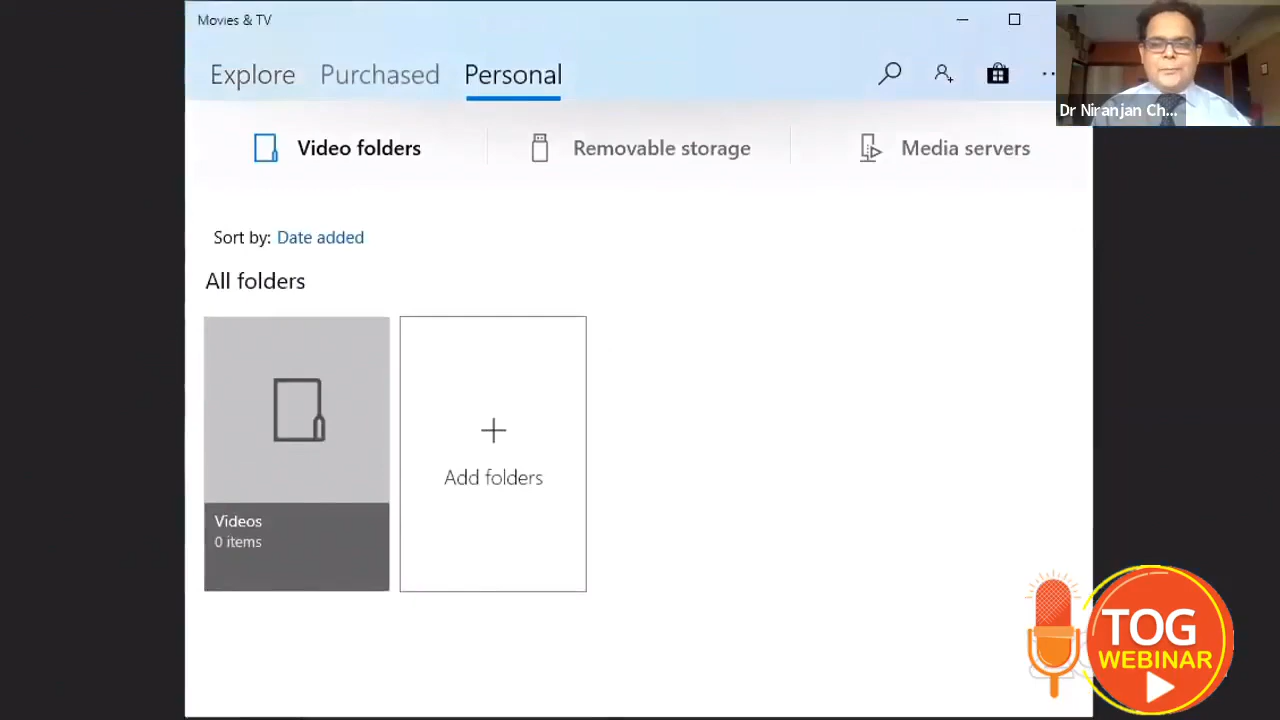 Movies & TV
Explore Purchased Personal
Dr Niranjan Ch...
Video folders Removable storage Media servers
Sort by: Date added
All folders
Add folders
Videos
0 items
TOG
WEBINAR